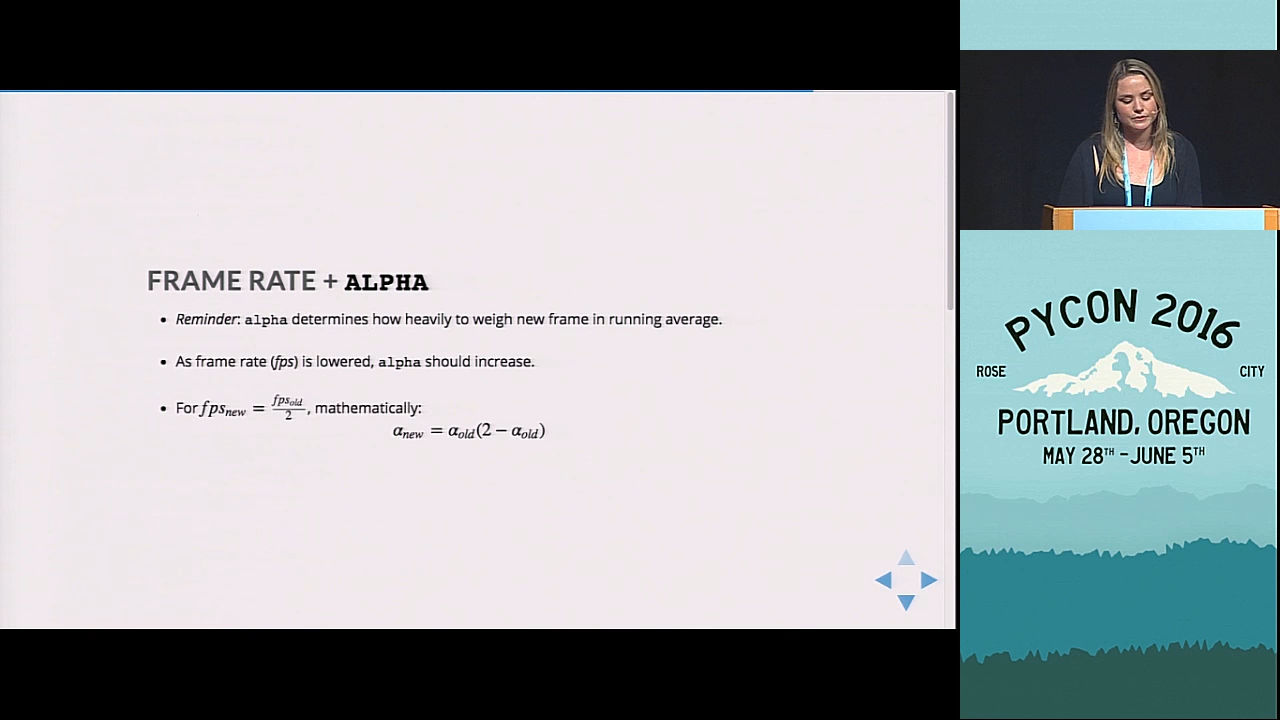 FRAME RATE + ALPHA
• Reminder: alpha determines how heavily to weigh new frame in running average.
• As frame rate (fps) is lowered, alpha should increase.
• For fps_new = fps_old/2, mathematically:
α_new = α_old(2 − α_old)
PYCON 2016
ROSE CITY
PORTLAND, OREGON
MAY 28TH - JUNE 5TH